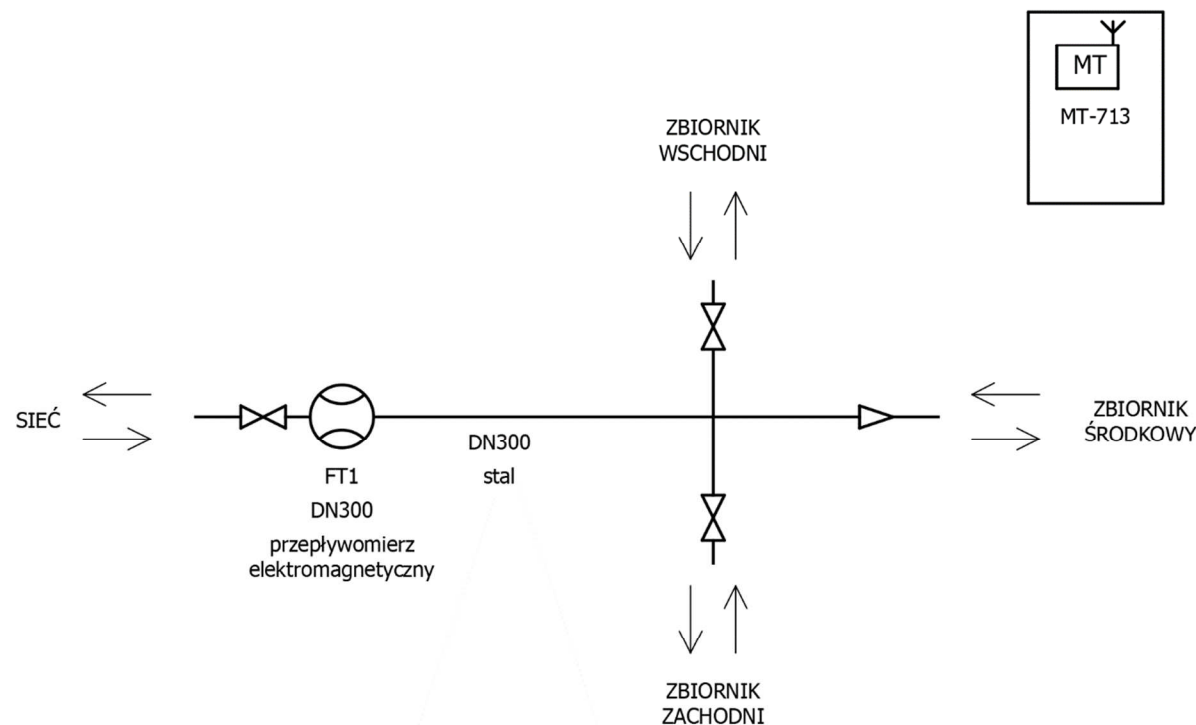 MT
MT-713
ZBIORNIK
WSCHODNI
SIEĆ
ZBIORNIK
ŚRODKOWY
DN300
stal
FT1
DN300
przepływomierz
elektromagnetyczny
ZBIORNIK
ZACHODNI